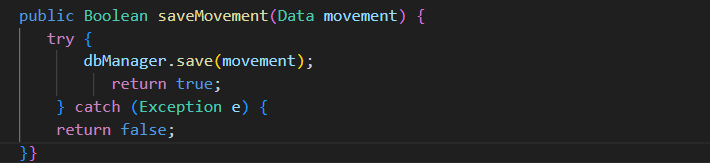 public Boolean saveMovement(Data movement) {
try {
dbManager.save(movement);
return true;
} catch (Exception e) {
return false;
}}